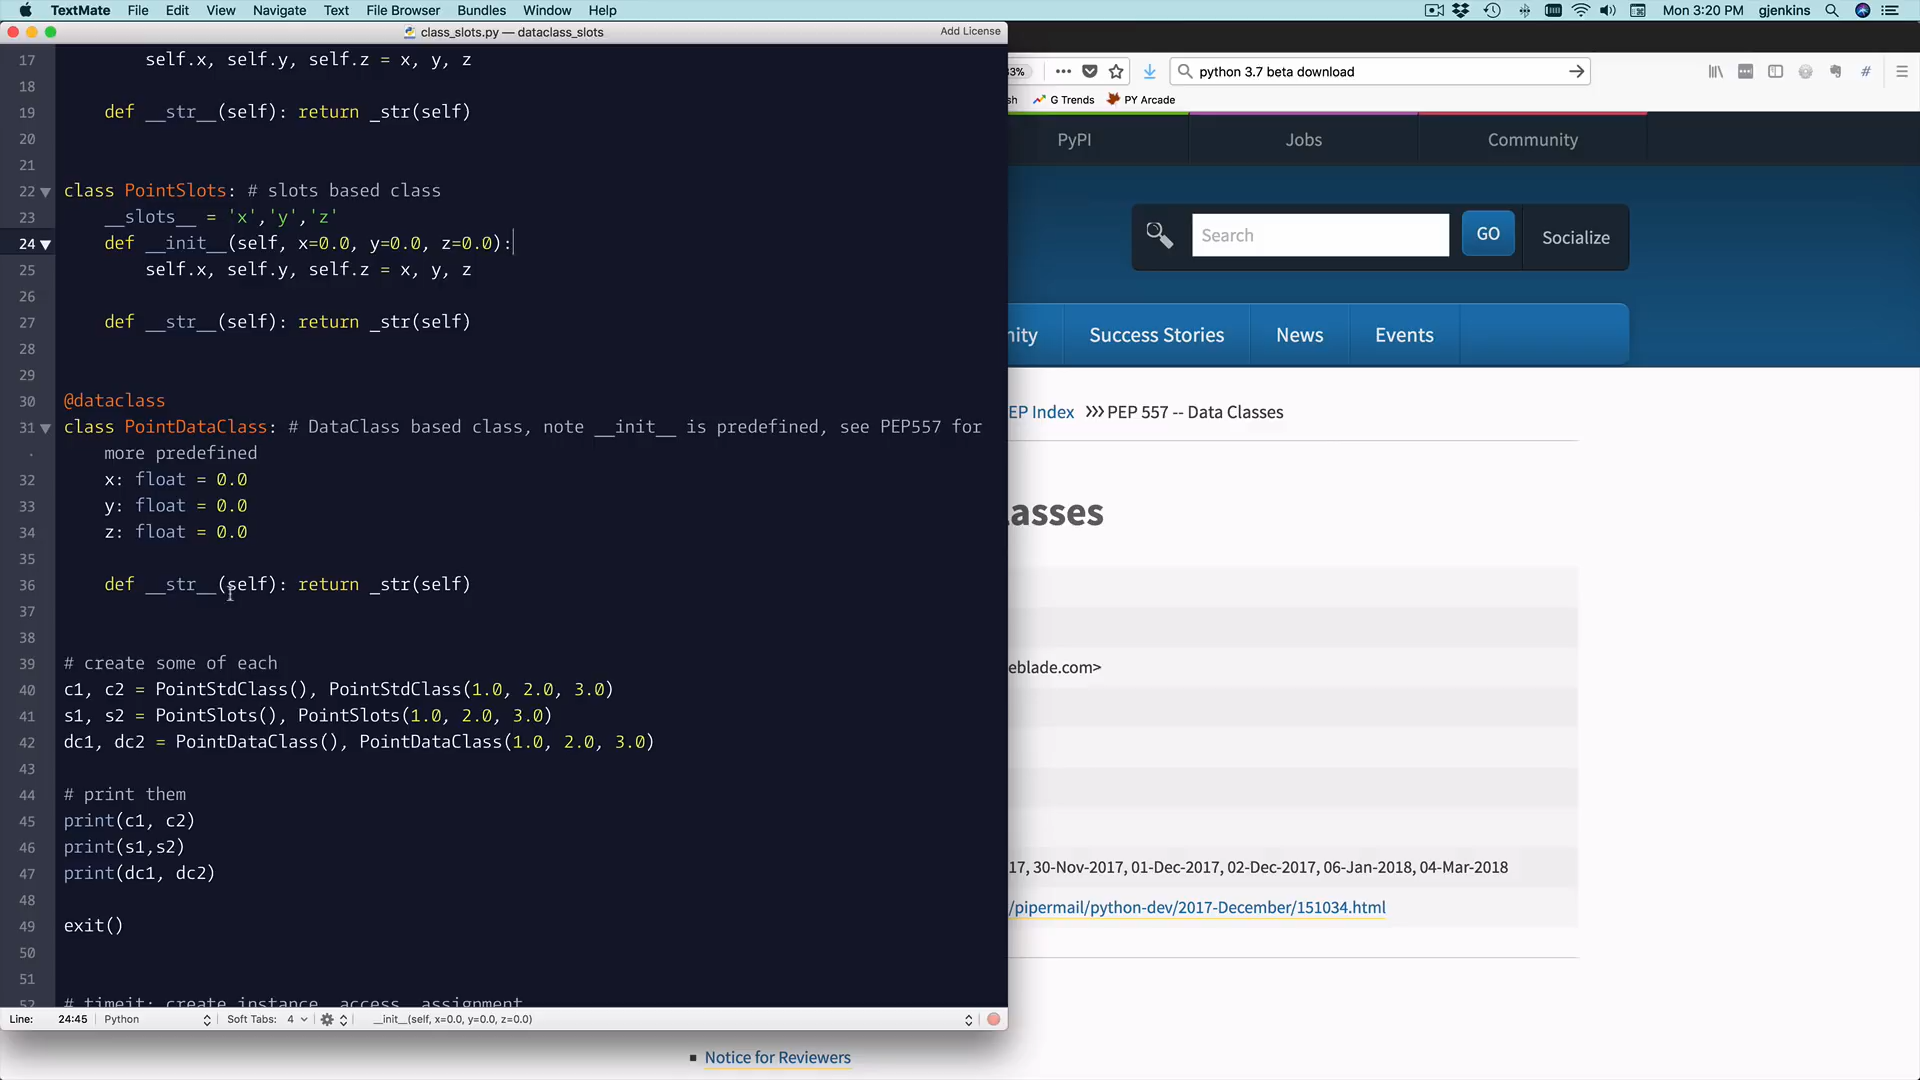 TextMate File Edit View Navigate Text File Browser Bundles Window Help
Mon 3:20 PM gjenkins
class_slots.py — dataclass_slots
Add License
17 self.x, self.y, self.z = x, y, z
18
19 def __str__(self): return _str(self)
20
21
22 class PointSlots: # slots based class
23 __slots__ = 'x','y','z'
24 def __init__(self, x=0.0, y=0.0, z=0.0):
25 self.x, self.y, self.z = x, y, z
26
27 def __str__(self): return _str(self)
28
29
30 @dataclass
31 class PointDataClass: # DataClass based class, note __init__ is predefined, see PEP557 for
more predefined
32 x: float = 0.0
33 y: float = 0.0
34 z: float = 0.0
35
36 def __str__(self): return _str(self)
37
38
39 # create some of each
40 c1, c2 = PointStdClass(), PointStdClass(1.0, 2.0, 3.0)
41 s1, s2 = PointSlots(), PointSlots(1.0, 2.0, 3.0)
42 dc1, dc2 = PointDataClass(), PointDataClass(1.0, 2.0, 3.0)
43
44 # print them
45 print(c1, c2)
46 print(s1,s2)
47 print(dc1, dc2)
48
49 exit()
50
51
52 # timeit: create instance, access, assignment
Line: 24:45 Python Soft Tabs: 4 __init__(self, x=0.0, y=0.0, z=0.0)
3% python 3.7 beta download
sh G Trends PY Arcade
PyPI Jobs Community
Search GO Socialize
nity Success Stories News Events
EP Index >>> PEP 557 -- Data Classes
lasses
eblade.com>
17, 30-Nov-2017, 01-Dec-2017, 02-Dec-2017, 06-Jan-2018, 04-Mar-2018
/pipermail/python-dev/2017-December/151034.html
Notice for Reviewers